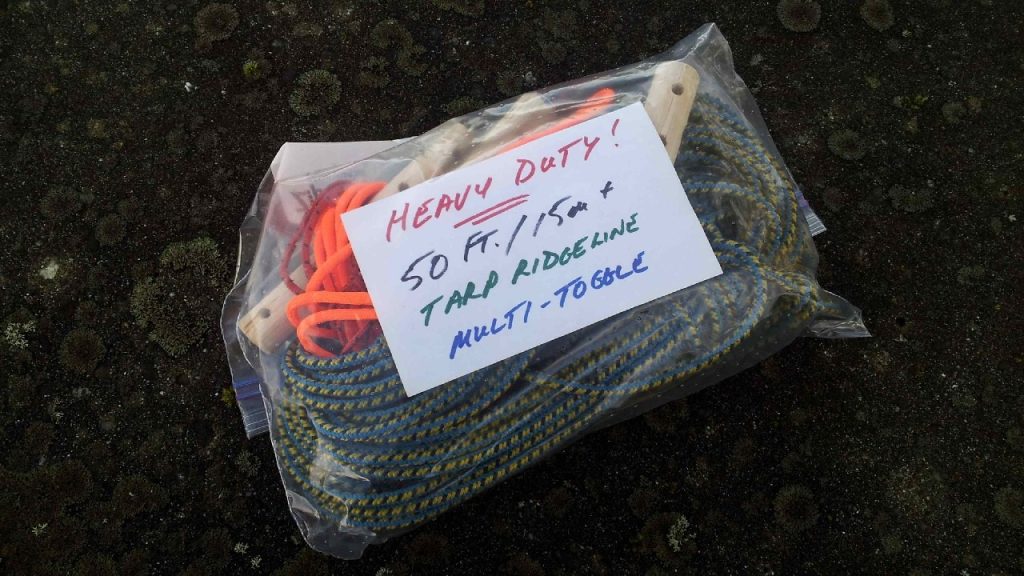 HEAVY DUTY!
50 FT./15m +
TARP RIDGELINE
MULTI-TOGGLE